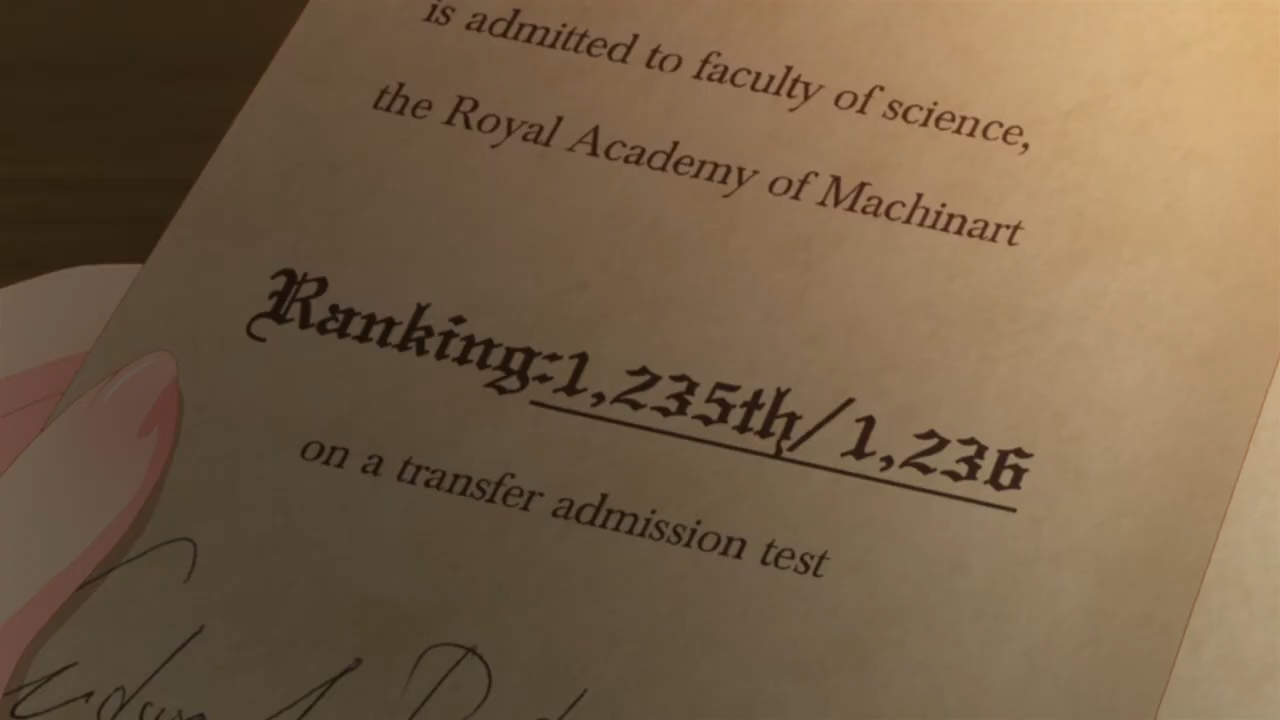 is admitted to faculty of science,
the Royal Academy of Machinart
Ranking:1,235th/1,236
on a transfer admission test